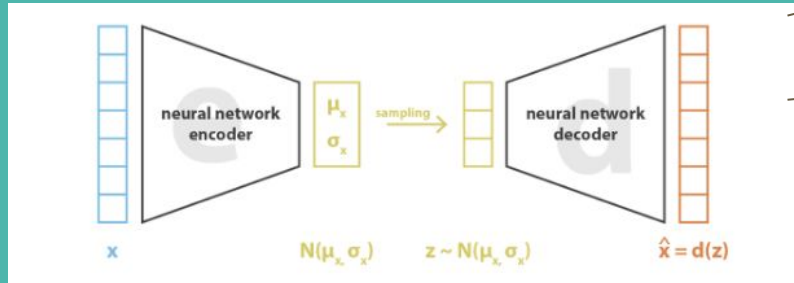 e
neural network
encoder
μₓ
σₓ
sampling
d
neural network
decoder
x
N(μₓ, σₓ)
z ~ N(μₓ, σₓ)
x̂ = d(z)